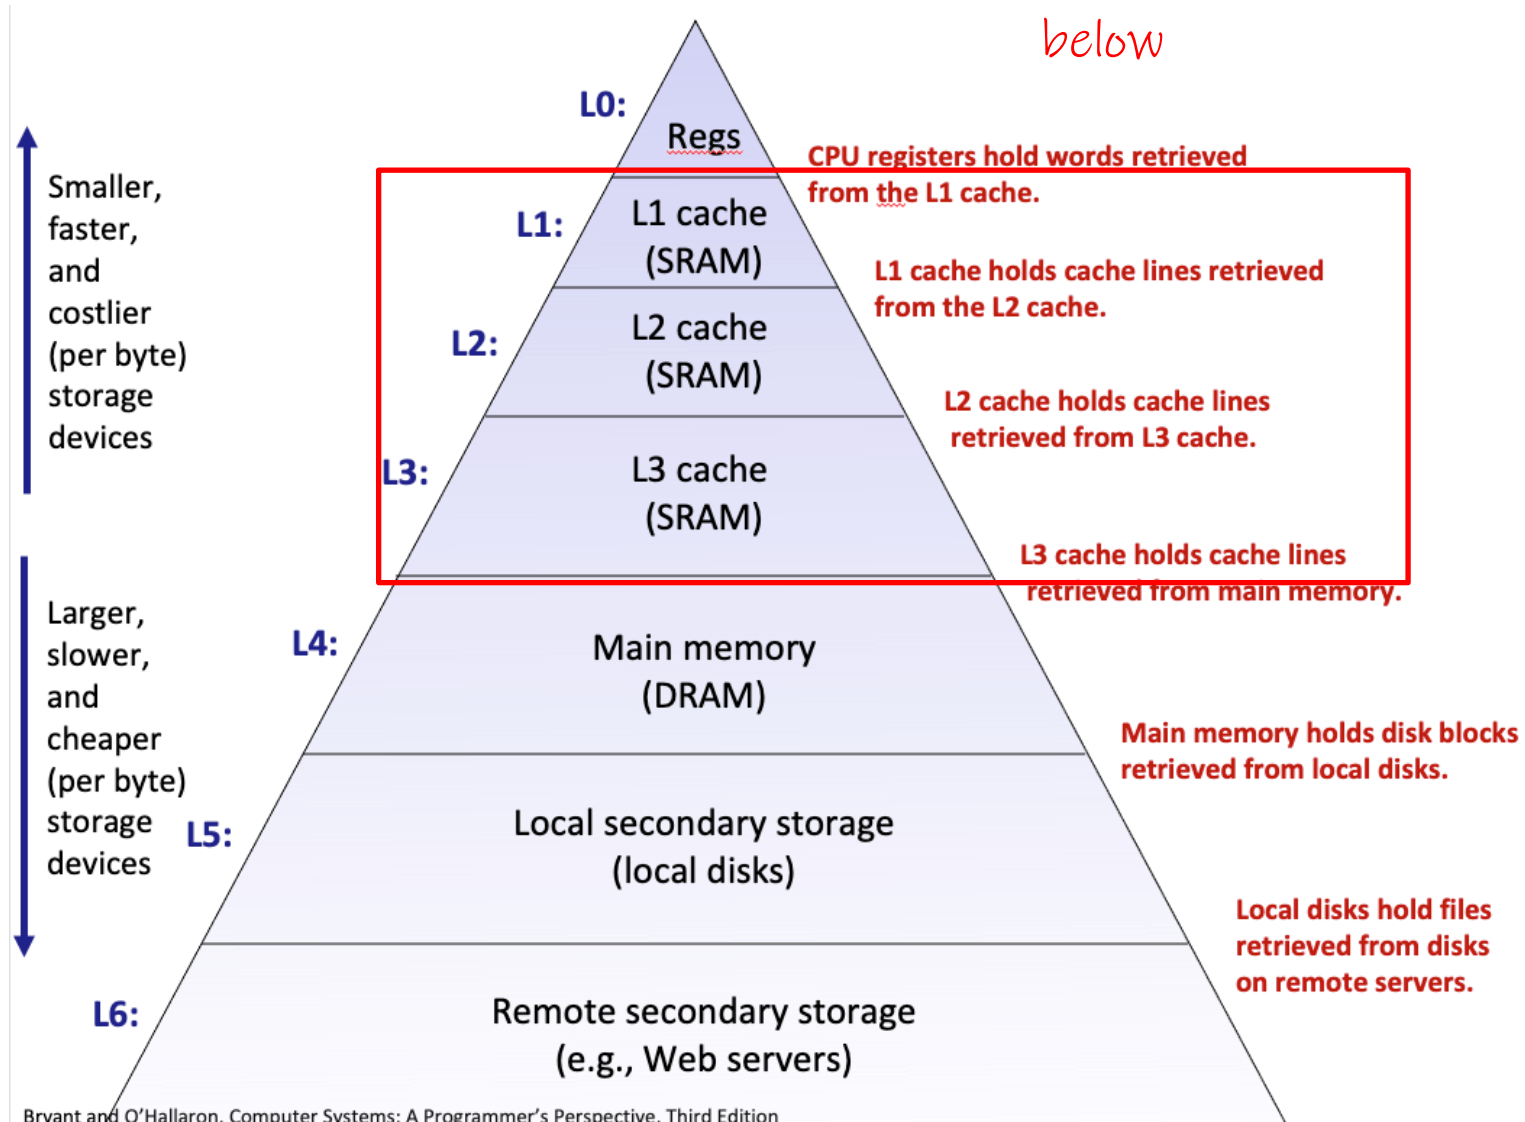 below
L0:
Regs
CPU registers hold words retrieved
from the L1 cache.
Smaller,
faster,
and
costlier
(per byte)
storage
devices
L1:
L1 cache
(SRAM)
L1 cache holds cache lines retrieved
from the L2 cache.
L2:
L2 cache
(SRAM)
L2 cache holds cache lines
retrieved from L3 cache.
L3:
L3 cache
(SRAM)
L3 cache holds cache lines
retrieved from main memory.
Larger,
slower,
and
cheaper
(per byte)
storage
devices
L4:
Main memory
(DRAM)
Main memory holds disk blocks
retrieved from local disks.
L5:
Local secondary storage
(local disks)
Local disks hold files
retrieved from disks
on remote servers.
L6:
Remote secondary storage
(e.g., Web servers)
Bryant and O'Hallaron, Computer Systems: A Programmer's Perspective, Third Edition